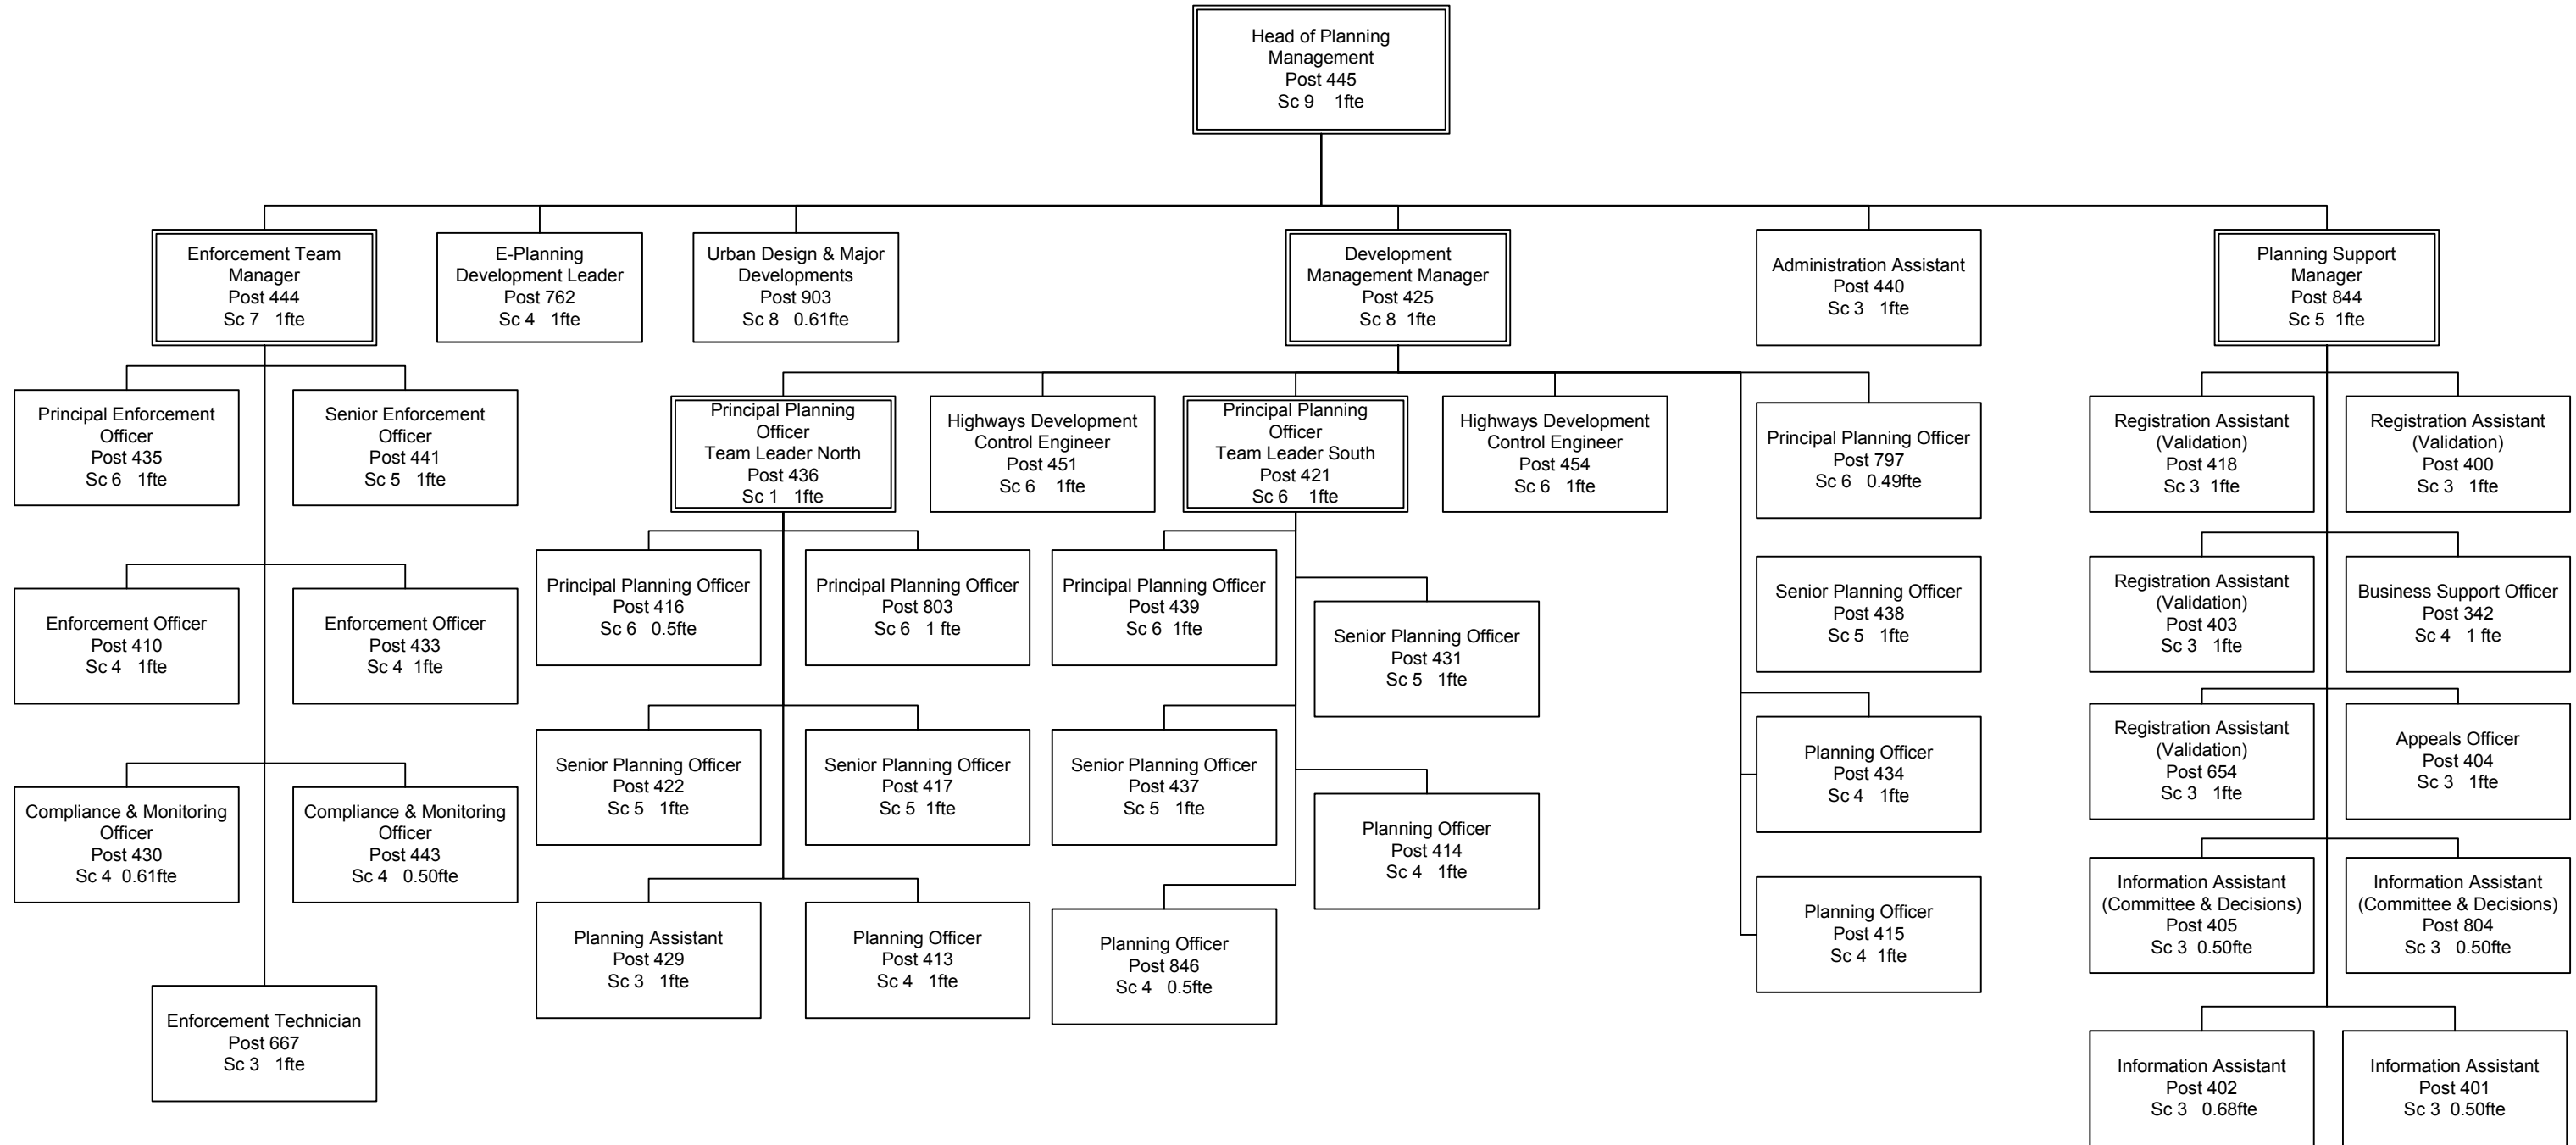 Head of Planning
Management
Post 445
Sc 9 1fte
Enforcement Team
Manager
Post 444
Sc 7 1fte
E-Planning
Development Leader
Post 762
Sc 4 1fte
Urban Design & Major
Developments
Post 903
Sc 8 0.61fte
Development
Management Manager
Post 425
Sc 8 1fte
Administration Assistant
Post 440
Sc 3 1fte
Planning Support
Manager
Post 844
Sc 5 1fte
Principal Enforcement
Officer
Post 435
Sc 6 1fte
Senior Enforcement
Officer
Post 441
Sc 5 1fte
Principal Planning
Officer
Team Leader North
Post 436
Sc 1 1fte
Highways Development
Control Engineer
Post 451
Sc 6 1fte
Principal Planning
Officer
Team Leader South
Post 421
Sc 6 1fte
Highways Development
Control Engineer
Post 454
Sc 6 1fte
Principal Planning Officer
Post 797
Sc 6 0.49fte
Registration Assistant
(Validation)
Post 418
Sc 3 1fte
Registration Assistant
(Validation)
Post 400
Sc 3 1fte
Enforcement Officer
Post 410
Sc 4 1fte
Enforcement Officer
Post 433
Sc 4 1fte
Principal Planning Officer
Post 416
Sc 6 0.5fte
Principal Planning Officer
Post 803
Sc 6 1 fte
Principal Planning Officer
Post 439
Sc 6 1fte
Senior Planning Officer
Post 431
Sc 5 1fte
Senior Planning Officer
Post 438
Sc 5 1fte
Registration Assistant
(Validation)
Post 403
Sc 3 1fte
Business Support Officer
Post 342
Sc 4 1 fte
Compliance & Monitoring
Officer
Post 430
Sc 4 0.61fte
Compliance & Monitoring
Officer
Post 443
Sc 4 0.50fte
Senior Planning Officer
Post 422
Sc 5 1fte
Senior Planning Officer
Post 417
Sc 5 1fte
Senior Planning Officer
Post 437
Sc 5 1fte
Planning Officer
Post 414
Sc 4 1fte
Planning Officer
Post 434
Sc 4 1fte
Registration Assistant
(Validation)
Post 654
Sc 3 1fte
Appeals Officer
Post 404
Sc 3 1fte
Enforcement Technician
Post 667
Sc 3 1fte
Planning Assistant
Post 429
Sc 3 1fte
Planning Officer
Post 413
Sc 4 1fte
Planning Officer
Post 846
Sc 4 0.5fte
Planning Officer
Post 415
Sc 4 1fte
Information Assistant
(Committee & Decisions)
Post 405
Sc 3 0.50fte
Information Assistant
(Committee & Decisions)
Post 804
Sc 3 0.50fte
Information Assistant
Post 402
Sc 3 0.68fte
Information Assistant
Post 401
Sc 3 0.50fte